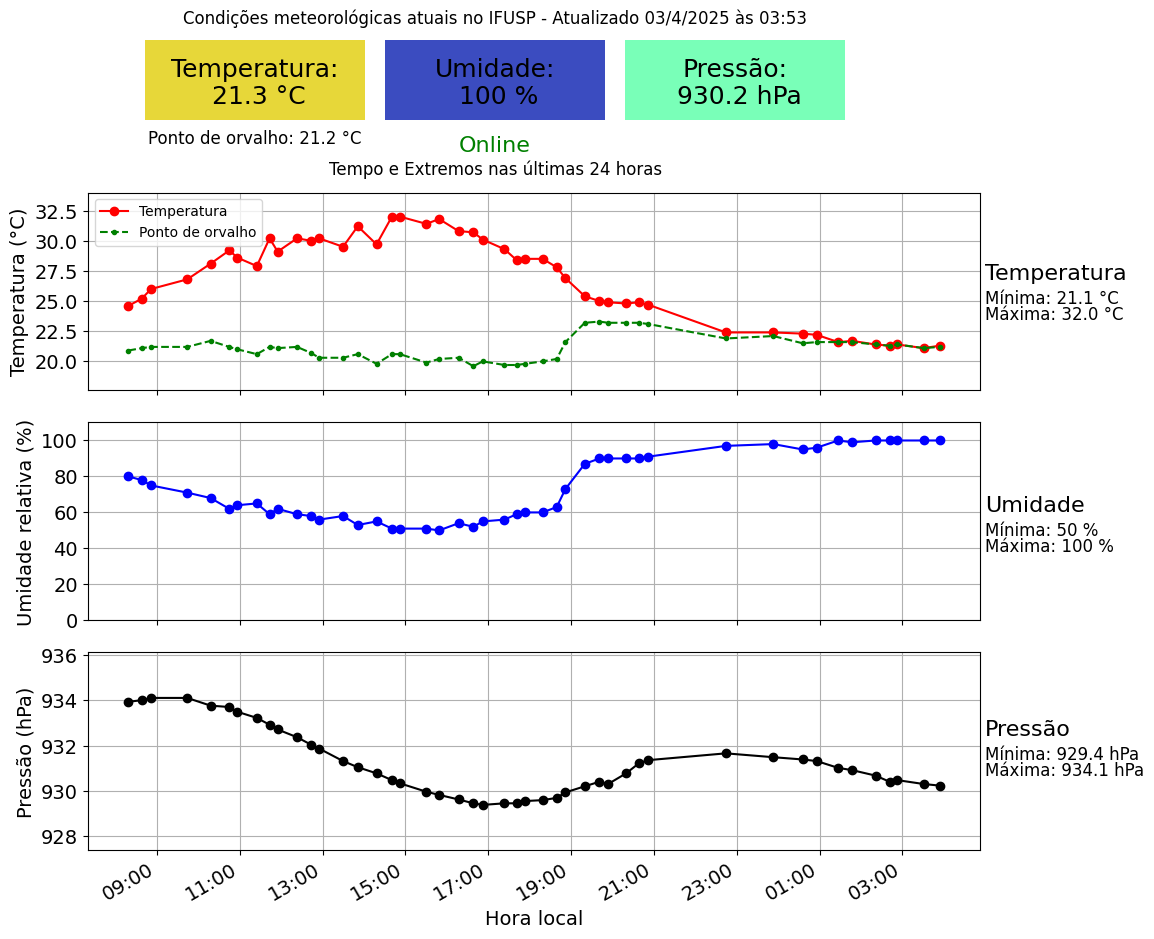 Condições meteorológicas atuais no IFUSP - Atualizado 03/4/2025 às 03:53
Temperatura:
21.3 °C
Umidade:
100 %
Pressão:
930.2 hPa
Ponto de orvalho: 21.2 °C
Online
Tempo e Extremos nas últimas 24 horas
Temperatura (°C)
32.5
30.0
27.5
25.0
22.5
20.0
Temperatura
Ponto de orvalho
Temperatura
Mínima: 21.1 °C
Máxima: 32.0 °C
Umidade relativa (%)
100
80
60
40
20
0
Umidade
Mínima: 50 %
Máxima: 100 %
Pressão (hPa)
936
934
932
930
928
Pressão
Mínima: 929.4 hPa
Máxima: 934.1 hPa
09:00
11:00
13:00
15:00
17:00
19:00
21:00
23:00
01:00
03:00
Hora local